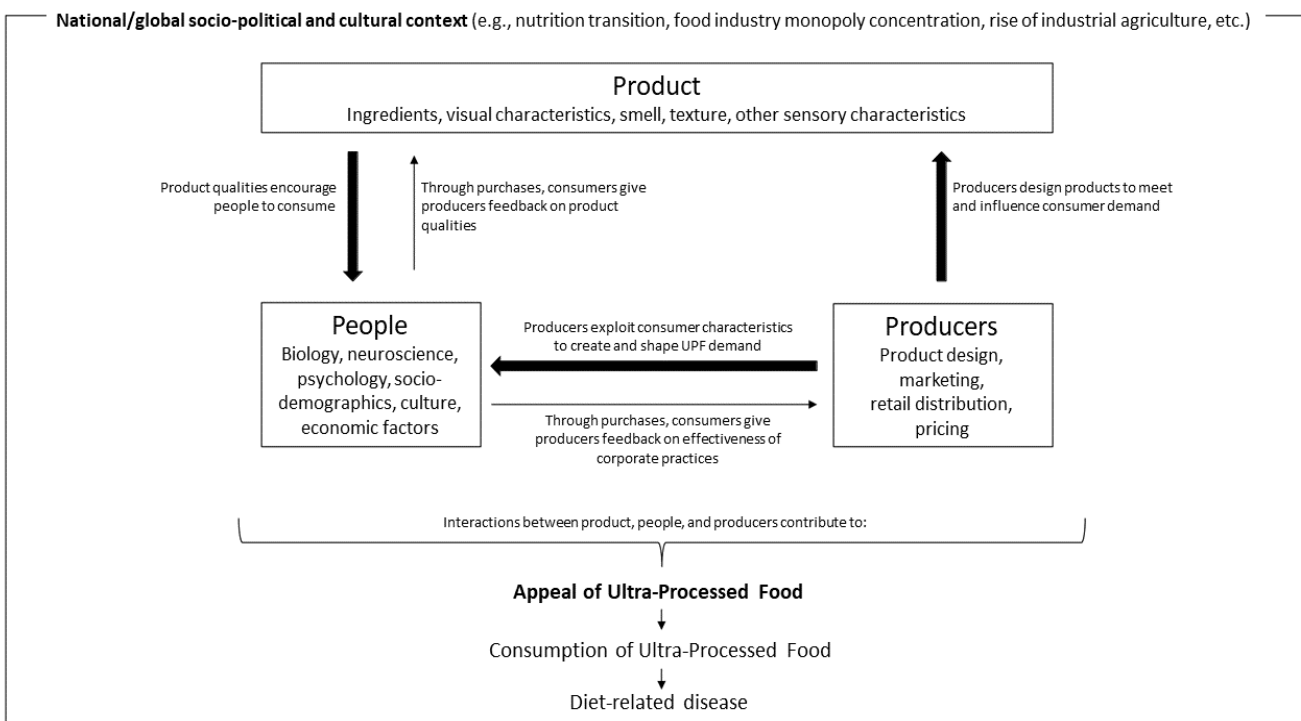 National/global socio-political and cultural context (e.g., nutrition transition, food industry monopoly concentration, rise of industrial agriculture, etc.)
Product
Ingredients, visual characteristics, smell, texture, other sensory characteristics
Product qualities encourage
people to consume
Through purchases, consumers give
producers feedback on product
qualities
Producers design products to meet
and influence consumer demand
People
Biology, neuroscience,
psychology, socio-
demographics, culture,
economic factors
Producers exploit consumer characteristics
to create and shape UPF demand
Through purchases, consumers give
producers feedback on effectiveness of
corporate practices
Producers
Product design,
marketing,
retail distribution,
pricing
Interactions between product, people, and producers contribute to:
Appeal of Ultra-Processed Food
Consumption of Ultra-Processed Food
Diet-related disease